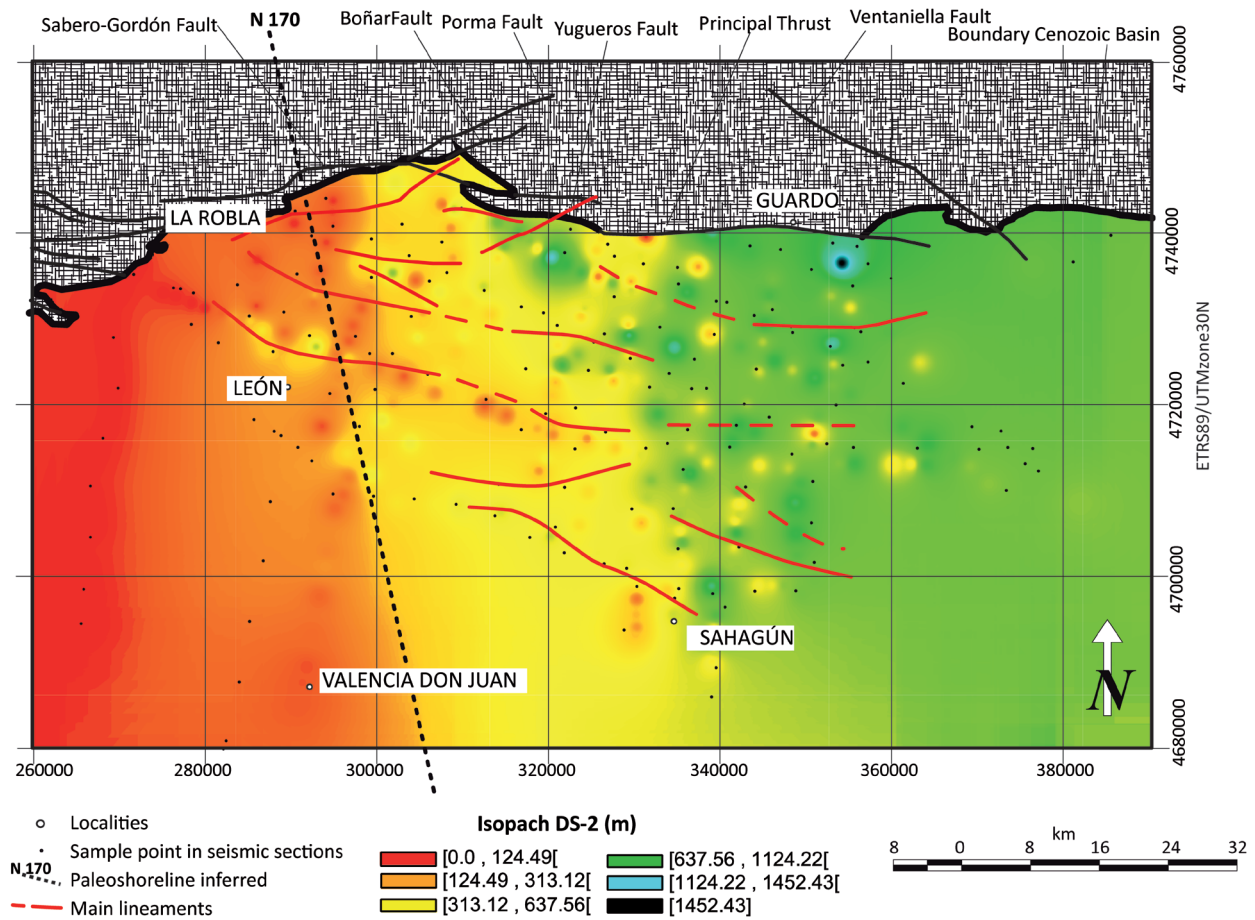 Sabero-Gordón Fault
N 170
BoñarFault
Porma Fault
Yugueros Fault
Principal Thrust
Ventaniella Fault
Boundary Cenozoic Basin
4760000
LA ROBLA
GUARDO
4740000
LEÓN
4720000
ETRS89/UTMzone30N
4700000
SAHAGÚN
VALENCIA DON JUAN
N
4680000
260000 280000 300000 320000 340000 360000 380000
Localities
Sample point in seismic sections
N 170 Paleoshoreline inferred
Main lineaments
Isopach DS-2 (m)
[0.0 , 124.49[
[124.49 , 313.12[
[313.12 , 637.56[
[637.56 , 1124.22[
[1124.22 , 1452.43[
[1452.43]
km
8 0 8 16 24 32